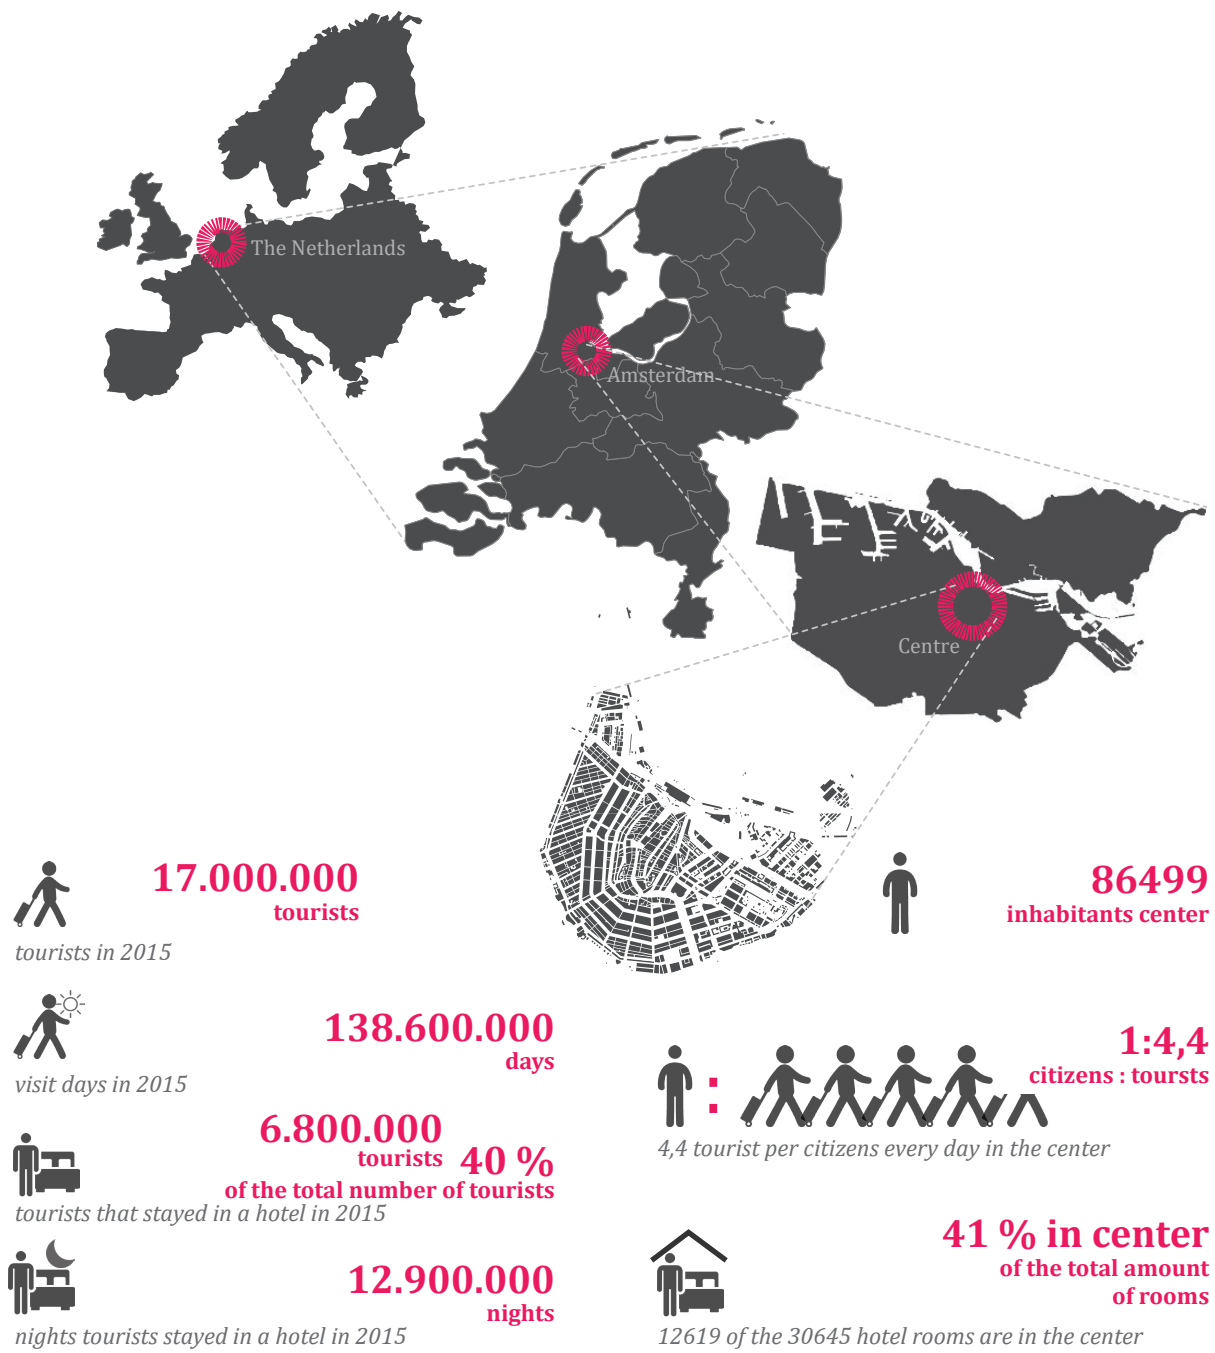 The Netherlands
Amsterdam
Centre
17.000.000
tourists
tourists in 2015
138.600.000
days
visit days in 2015
6.800.000
tourists
40 %
of the total number of tourists
tourists that stayed in a hotel in 2015
12.900.000
nights
nights tourists stayed in a hotel in 2015
86499
inhabitants center
:
1:4,4
citizens : toursts
4,4 tourist per citizens every day in the center
41 % in center
of the total amount
of rooms
12619 of the 30645 hotel rooms are in the center